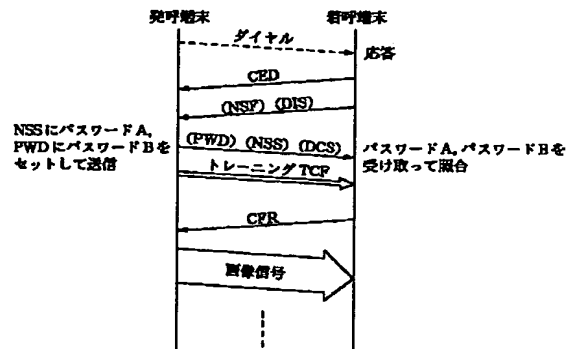 発呼端末
着呼端末
ダイヤル
応答
CED
(NSF) (DIS)
NSSにパスワードA,
PWDにパスワードBを
セットして送信
(PWD) (NSS) (DCS)
パスワードA,パスワードBを
受け取って照合
トレーニングTCF
CFR
画像信号